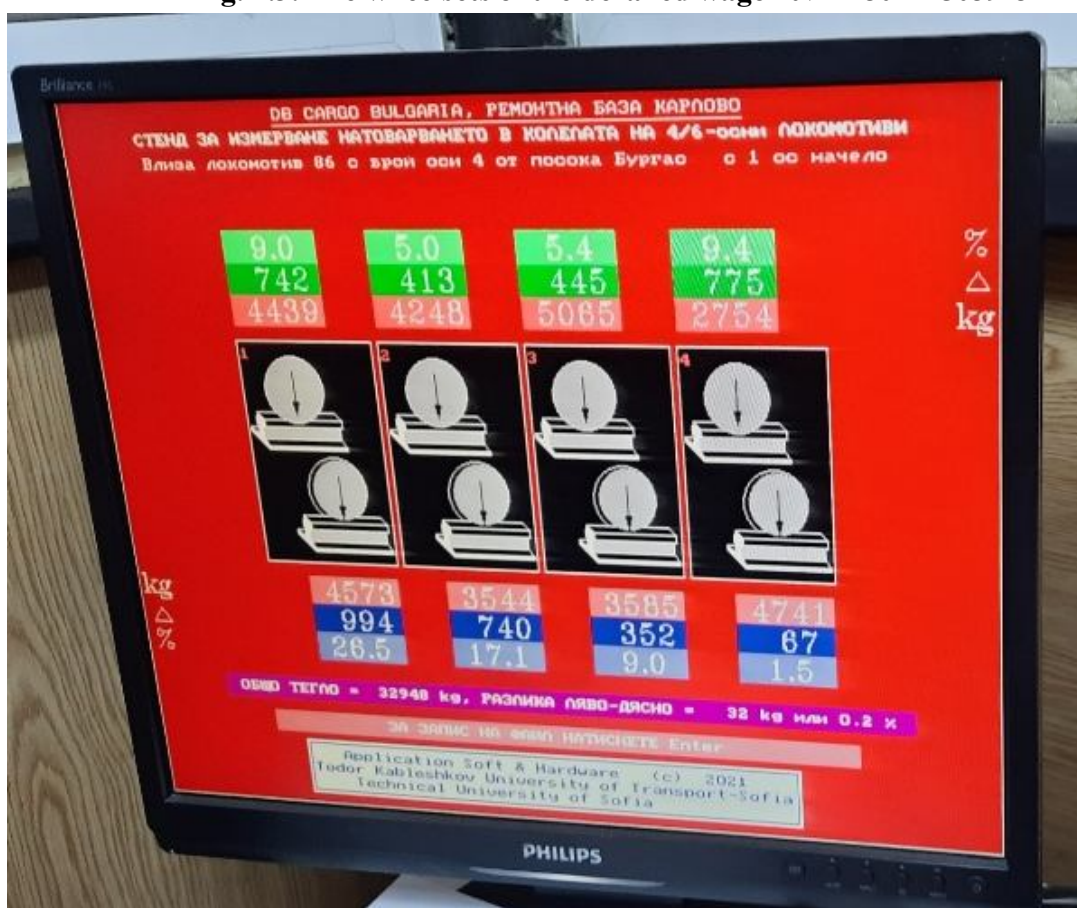 Brilliance
DB CARGO BULGARIA, РЕМОНТНА БАЗА КАРЛОВО
СТЕНД ЗА ИЗМЕРВАНЕ НАТОВАРВАНЕТО В КОЛЕЛАТА НА 4/6-осни ЛОКОМОТИВИ
Влиза локомотив 86 с брои оси 4 от посока Бургас с 1 ос начело
9.0 5.0 5.4 9.4 %
742 413 445 775 △
4439 4248 5065 2754 kg
1 2 3 4
kg 4573 3544 3585 4741
△ 994 740 352 67
% 26.5 17.1 9.0 1.5
ОБЩО ТЕГЛО = 32948 kg, РАЗЛИКА ЛЯВО-ДЯСНО = 32 kg или 0.2 %
ЗА ЗАПИС НА ФАИЛ НАТИСНЕТЕ Enter
Application Soft & Hardware (c) 2021
Todor Kableshkov University of Transport-Sofia
Technical University of Sofia
PHILIPS